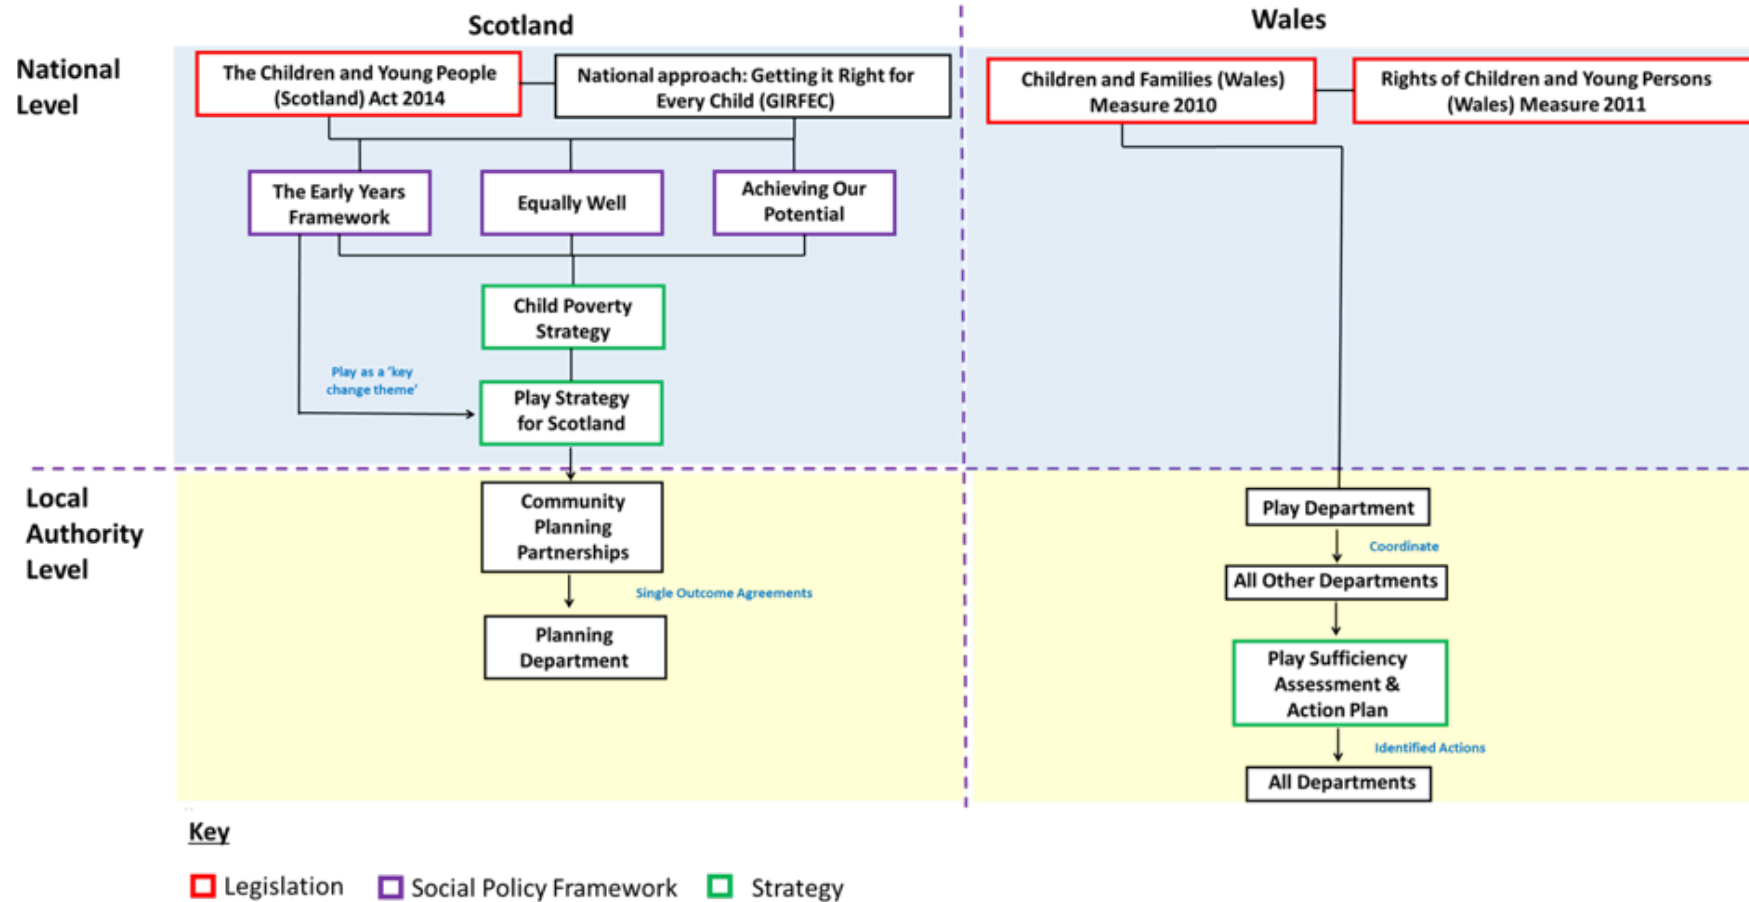 Scotland
Wales
National
Level
The Children and Young People
(Scotland) Act 2014
National approach: Getting it Right for
Every Child (GIRFEC)
Children and Families (Wales)
Measure 2010
Rights of Children and Young Persons
(Wales) Measure 2011
The Early Years
Framework
Equally Well
Achieving Our
Potential
Child Poverty
Strategy
Play as a ‘key
change theme’
Play Strategy
for Scotland
Local
Authority
Level
Community
Planning
Partnerships
Single Outcome Agreements
Planning
Department
Play Department
Coordinate
All Other Departments
Play Sufficiency
Assessment &
Action Plan
Identified Actions
All Departments
Key
Legislation
Social Policy Framework
Strategy